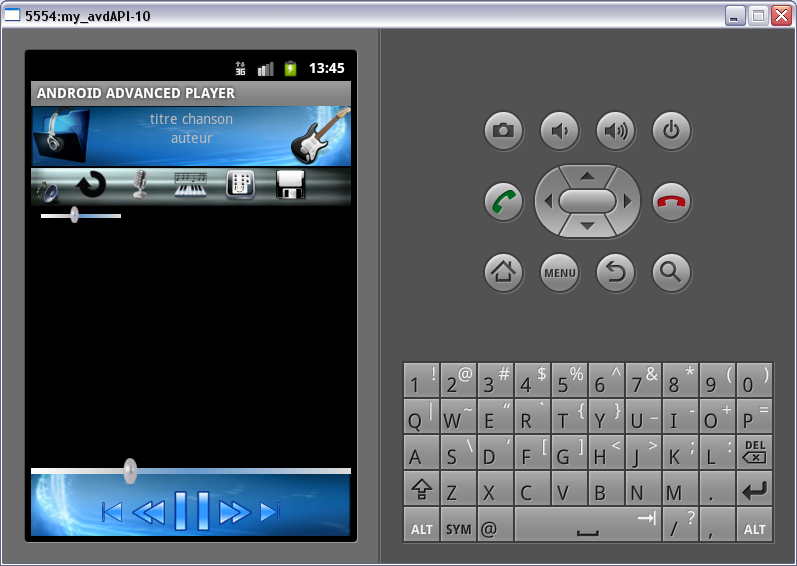 5554:my_avdAPI-10
3G 13:45
ANDROID ADVANCED PLAYER
titre chanson
auteur
MENU
1 ! 2 @ 3 # 4 $ 5 % 6 ^ 7 & 8 * 9 ( 0 )
Q | W ~ E “ R ` T { Y } U _ I - O + P =
A S \ D ‘ F [ G ] H < J > K ; L : DEL
Z X C V B N M .
ALT SYM @ / ? , ALT